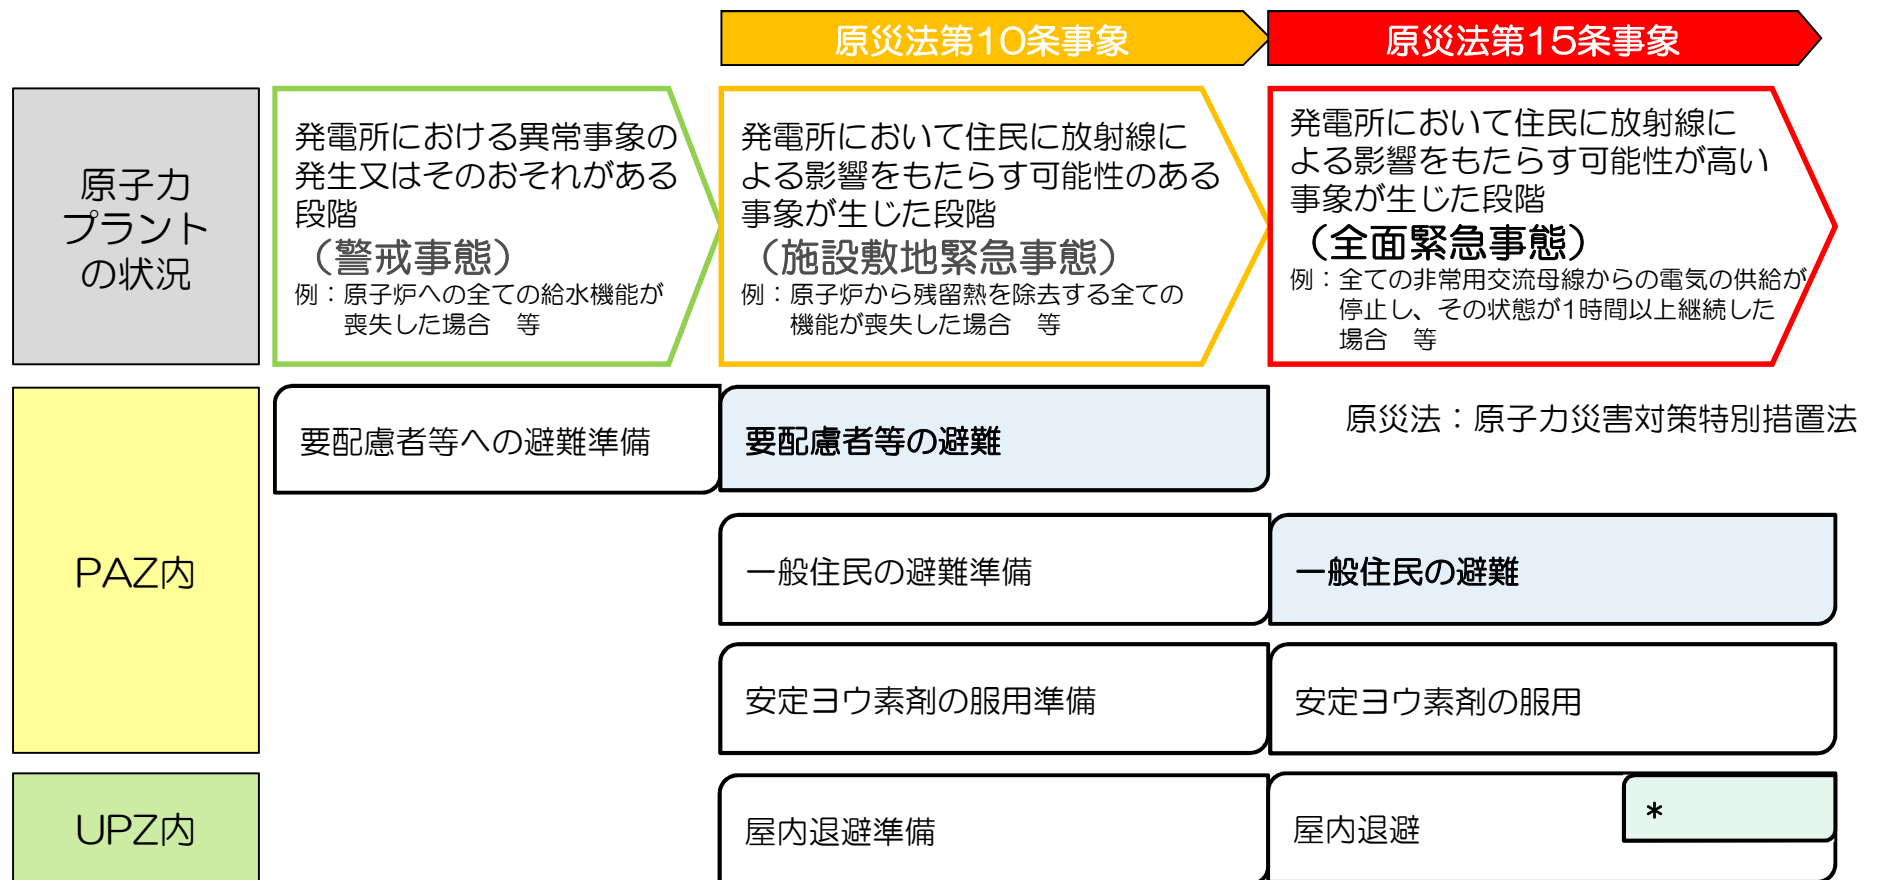 原災法第10条事象
原災法第15条事象
原子力
プラント
の状況
発電所における異常事象の
発生又はそのおそれがある
段階
（警戒事態）
例：原子炉への全ての給水機能が
喪失した場合　等
発電所において住民に放射線に
よる影響をもたらす可能性のある
事象が生じた段階
（施設敷地緊急事態）
例：原子炉から残留熱を除去する全ての
機能が喪失した場合　等
発電所において住民に放射線に
よる影響をもたらす可能性が高い
事象が生じた段階
（全面緊急事態）
例：全ての非常用交流母線からの電気の供給が
停止し、その状態が1時間以上継続した
場合　等
原災法：原子力災害対策特別措置法
PAZ内
要配慮者等への避難準備
要配慮者等の避難
一般住民の避難準備
一般住民の避難
安定ヨウ素剤の服用準備
安定ヨウ素剤の服用
UPZ内
屋内退避準備
屋内退避
*